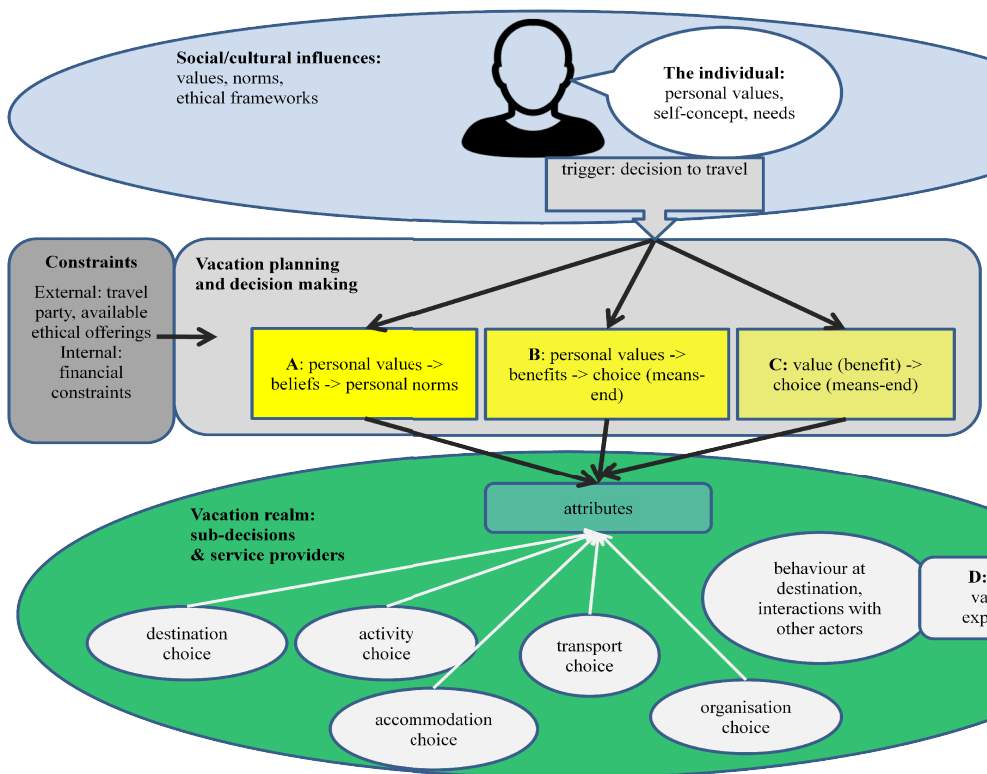 Social/cultural influences:
values, norms,
ethical frameworks
The individual:
personal values,
self-concept, needs
trigger: decision to travel
Constraints
External: travel
party, available
ethical offerings
Internal:
financial
constraints
Vacation planning
and decision making
A: personal values ->
beliefs -> personal norms
B: personal values ->
benefits -> choice (means-
end)
C: value (benefit) ->
choice (means-end)
Vacation realm:
sub-decisions
& service providers
attributes
destination
choice
activity
choice
accommodation
choice
transport
choice
organisation
choice
behaviour at
destination,
interactions with
other actors
D:
va
exp